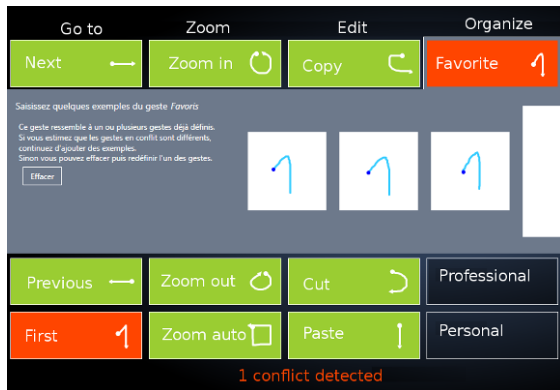 Go to Zoom Edit Organize
Next Zoom in Copy Favorite
Saisissez quelques exemples du geste Favoris
Ce geste ressemble à un ou plusieurs gestes déjà définis.
Si vous estimez que les gestes en conflit sont différents,
continuez d'ajouter des exemples.
Sinon vous pouvez effacer puis redéfinir l'un des gestes.
Effacer
Previous Zoom out Cut Professional
First Zoom auto Paste Personal
1 conflict detected